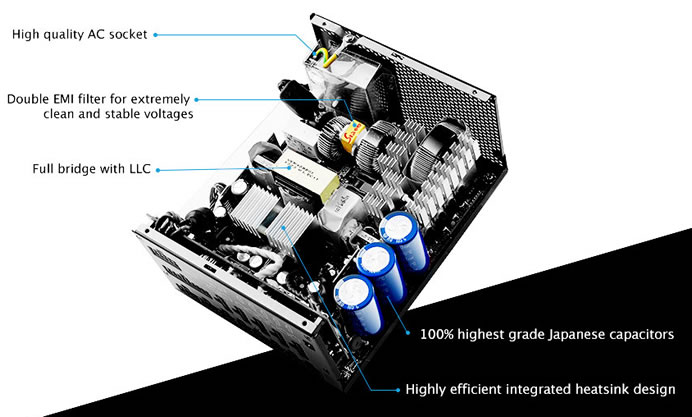 High quality AC socket
Double EMI filter for extremely
clean and stable voltages
Full bridge with LLC
100% highest grade Japanese capacitors
Highly efficient integrated heatsink design